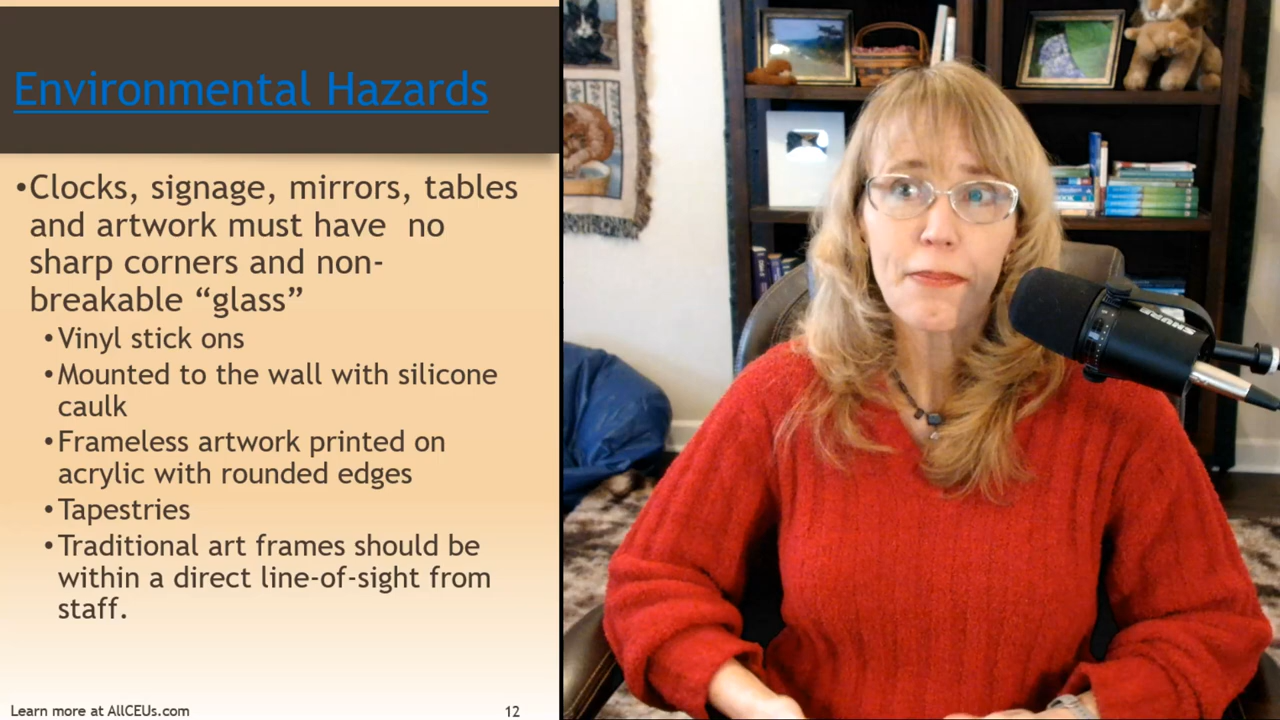 Environmental Hazards
•Clocks, signage, mirrors, tables
and artwork must have  no
sharp corners and non-
breakable “glass”
•Vinyl stick ons
•Mounted to the wall with silicone
caulk
•Frameless artwork printed on
acrylic with rounded edges
•Tapestries
•Traditional art frames should be
within a direct line-of-sight from
staff.
Learn more at AllCEUs.com
12
SHURE